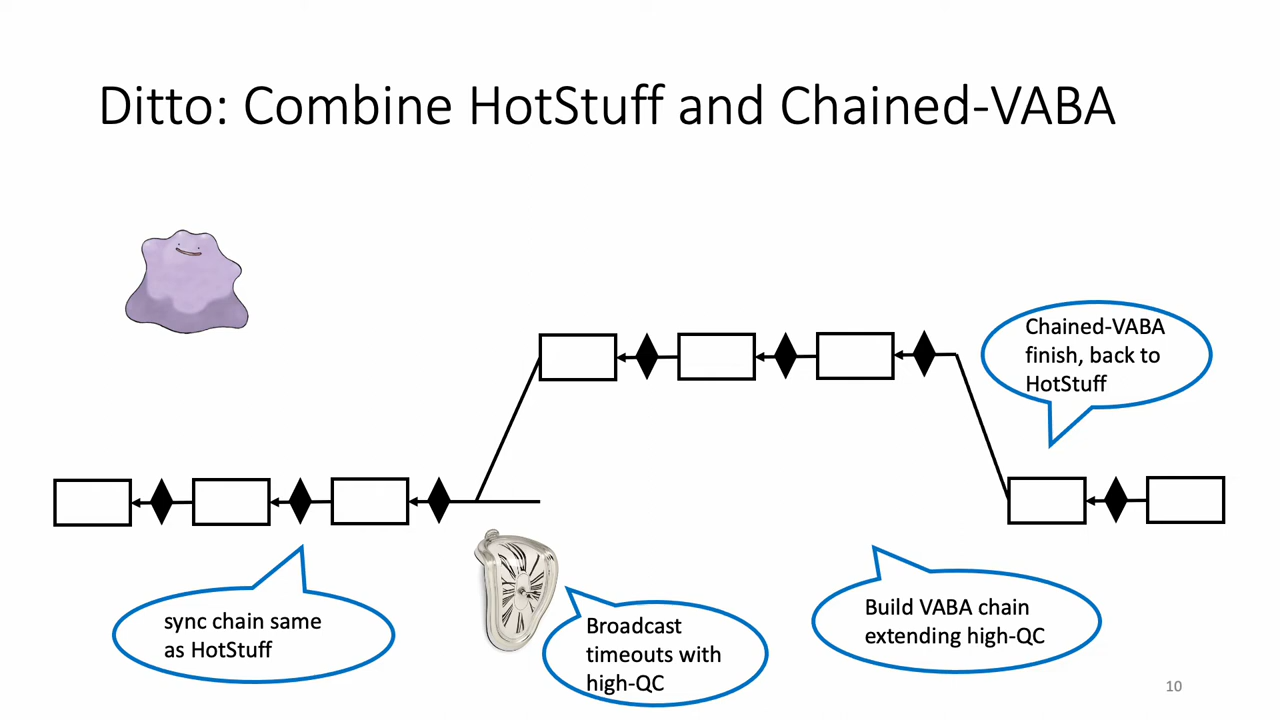 Ditto: Combine HotStuff and Chained-VABA
Chained-VABA
finish, back to
HotStuff
sync chain same
as HotStuff
Broadcast
timeouts with
high-QC
Build VABA chain
extending high-QC
10